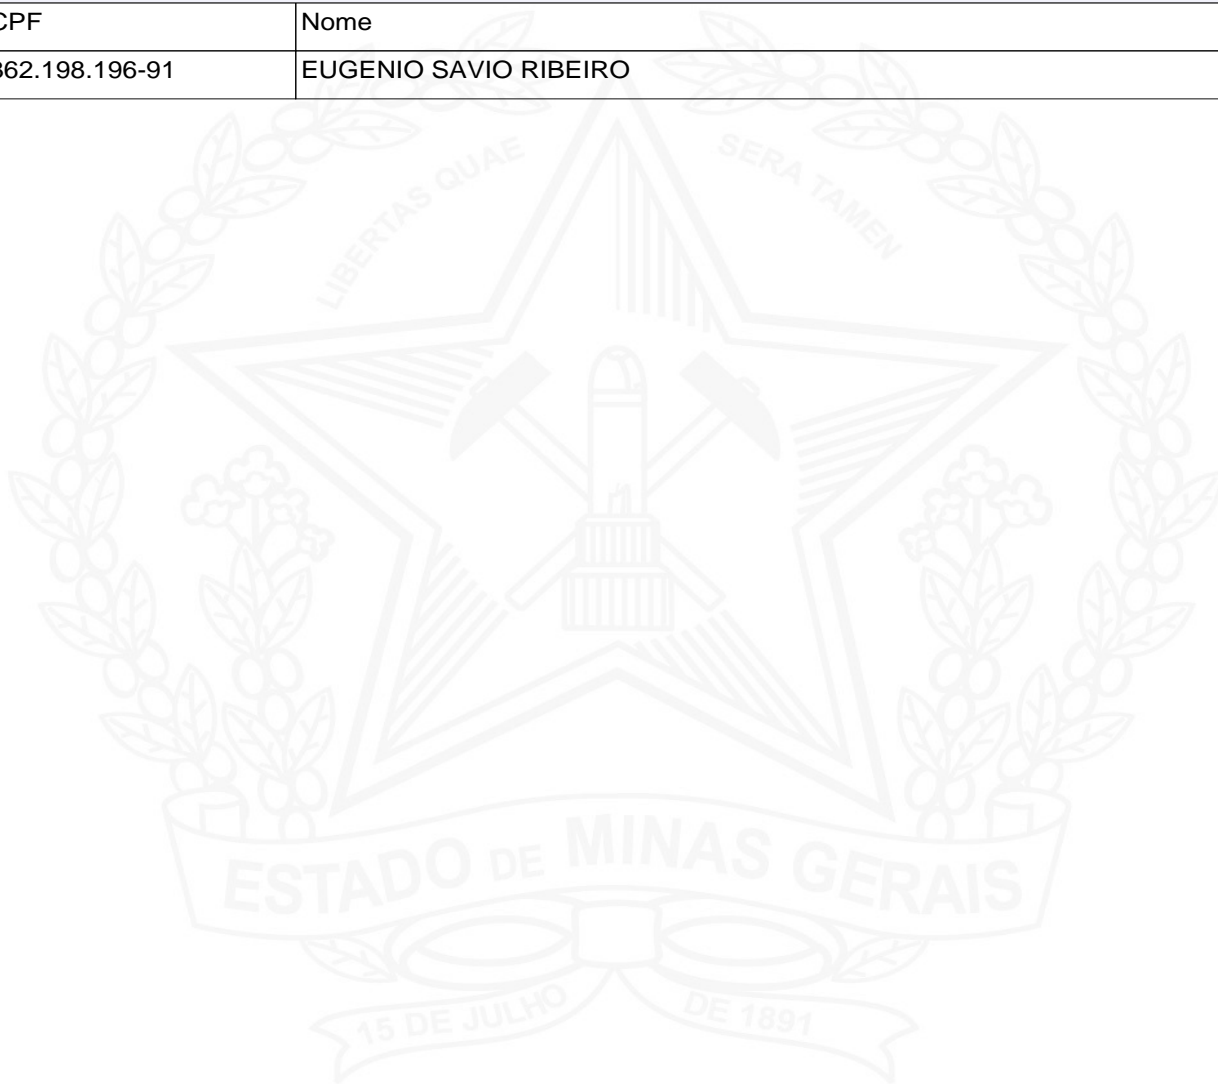 CPF Nome
862.198.196-91 EUGENIO SAVIO RIBEIRO
LIBERTAS QUAE SERA TAMEN
ESTADO DE MINAS GERAIS
15 DE JULHO DE 1891